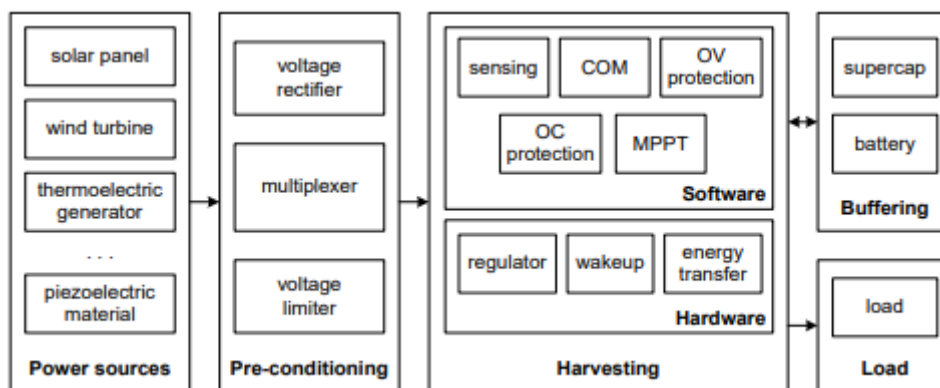 solar panel
wind turbine
thermoelectric
generator
. . .
piezoelectric
material
Power sources
voltage
rectifier
multiplexer
voltage
limiter
Pre-conditioning
sensing
COM
OV
protection
OC
protection
MPPT
Software
regulator
wakeup
energy
transfer
Hardware
Harvesting
supercap
battery
Buffering
load
Load